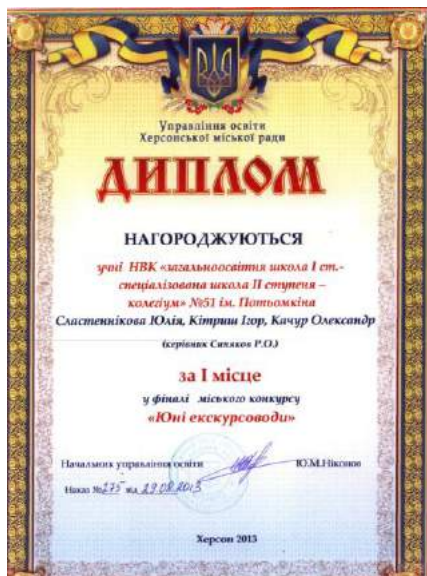 Управління освіти
Херсонської міської ради
ДИПЛОМ
НАГОРОДЖУЮТЬСЯ
учні НВК «загальноосвітня школа І ст.-
спеціалізована школа ІІ ступеня –
колегіум» №51 ім. Потьомкіна
Сластеннікова Юлія, Кітриш Ігор, Качур Олександр
(керівник Синяков Р.О.)
за І місце
у фіналі міського конкурсу
«Юні екскурсоводи»
Начальник управління освіти Ю.М.Ніконов
Наказ №275 від 29.08.2013
Херсон 2013